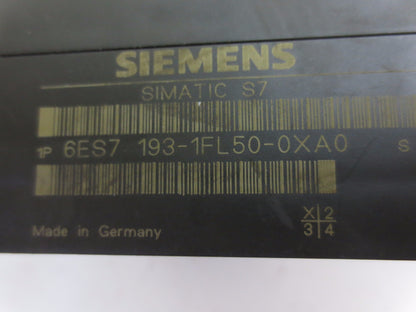 SIEMENS
SIMATIC S7
1P 6ES7 193-1FL50-0XA0 S
Made in Germany
X 2
3 4